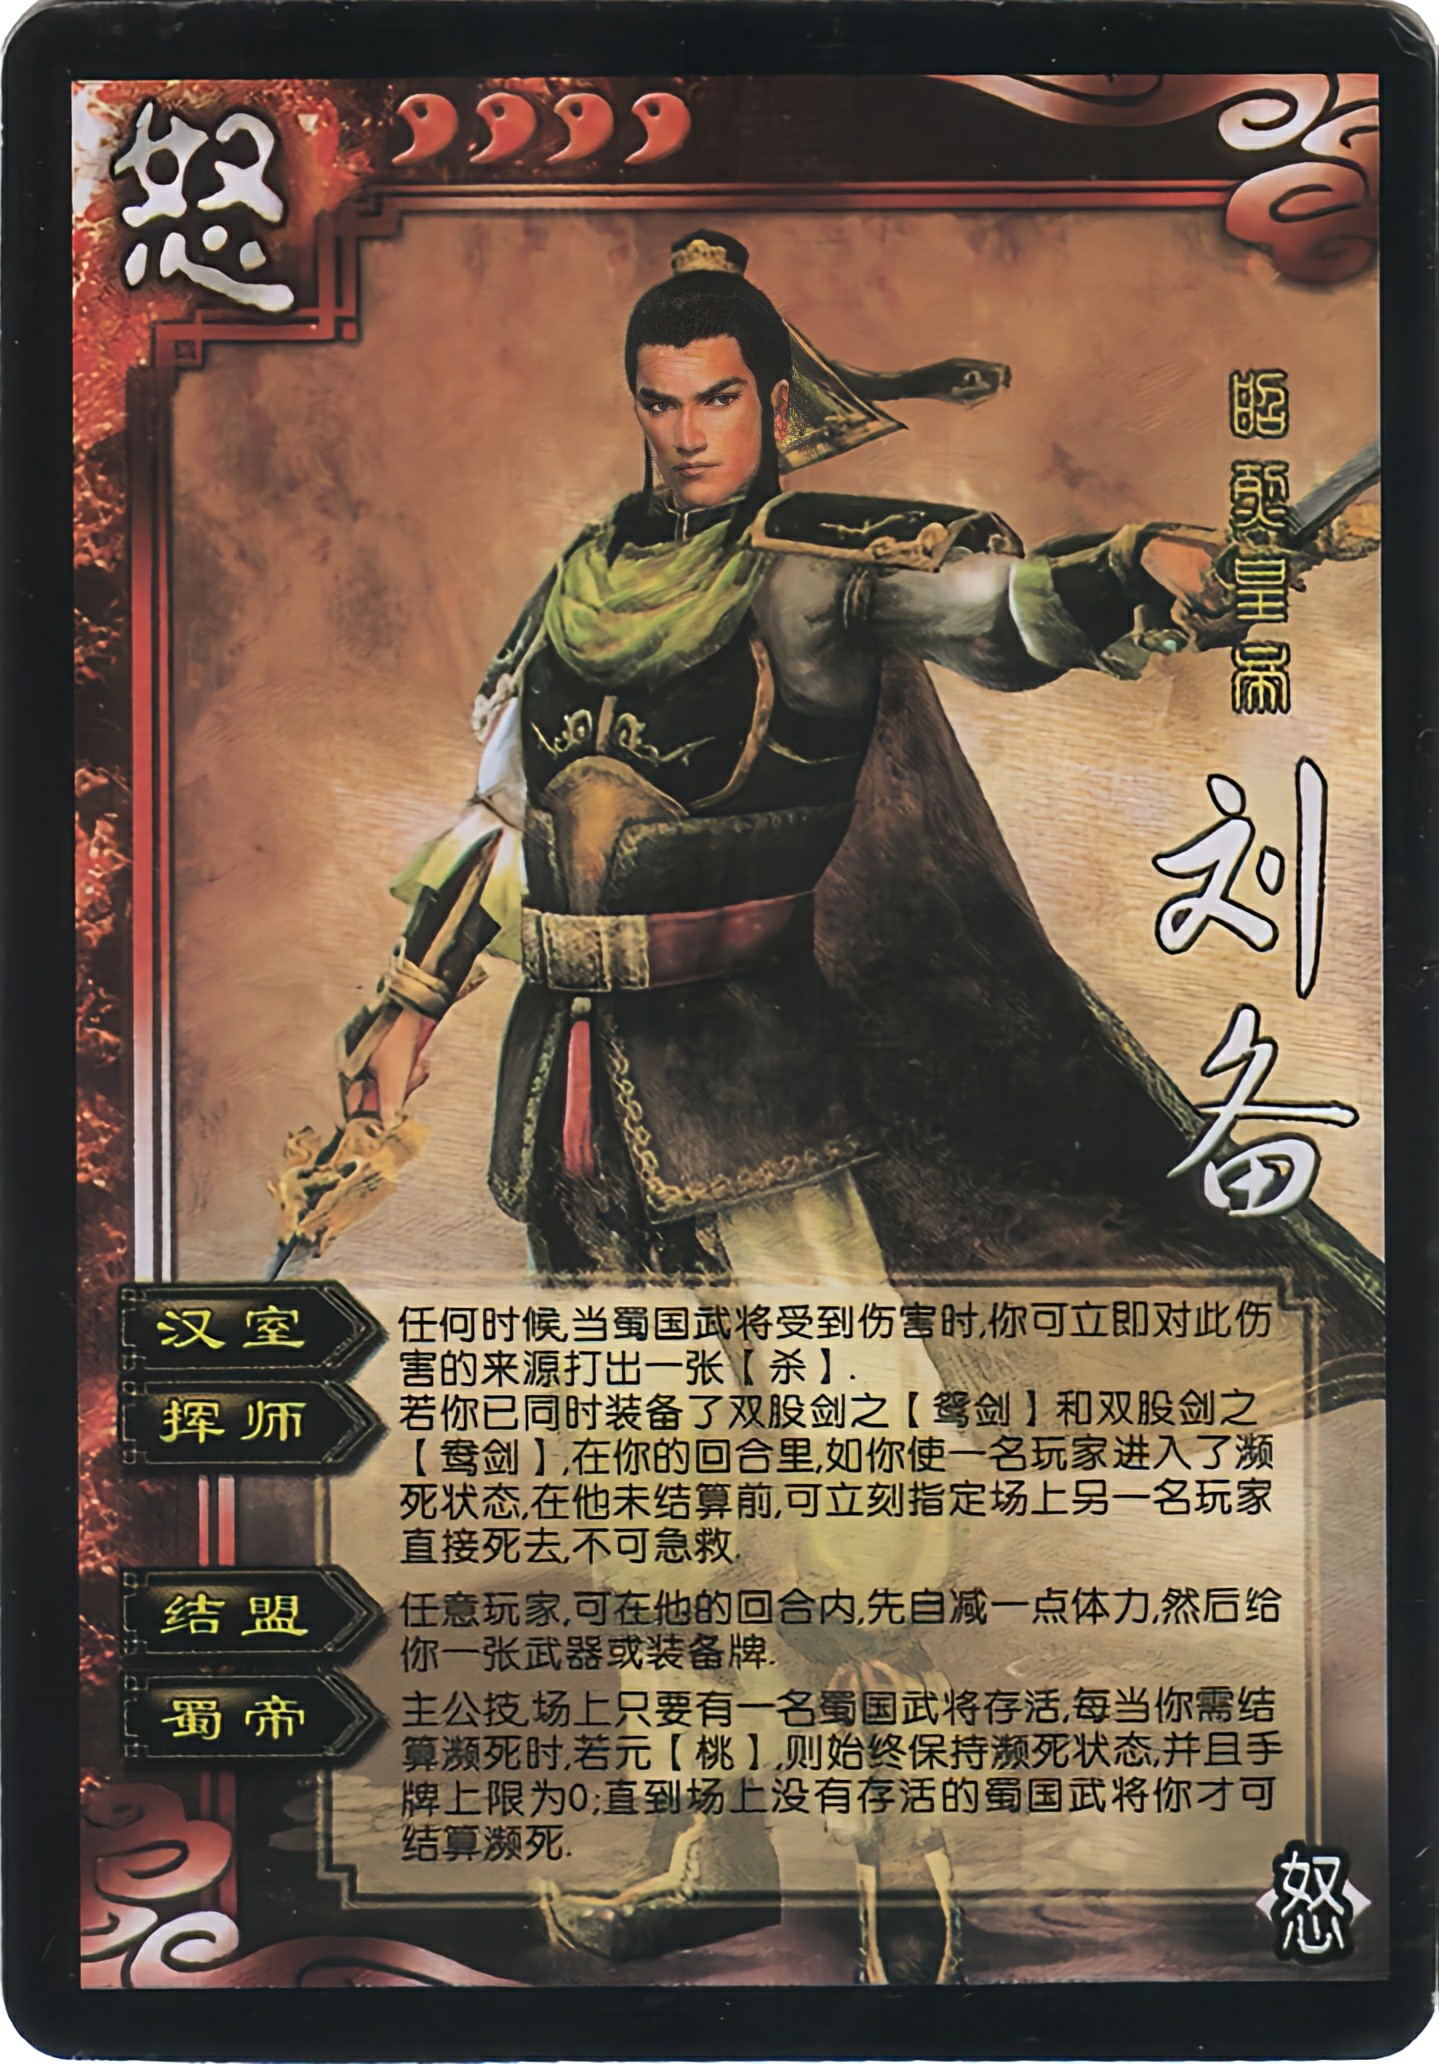 怒
昭烈皇帝
刘备
汉室
任何时候,当蜀国武将受到伤害时,你可立即对此伤
害的来源打出一张【杀】.
挥师
若你已同时装备了双股剑之【鸳剑】和双股剑之
【鸯剑】,在你的回合里,如你使一名玩家进入了濒
死状态,在他未结算前,可立刻指定场上另一名玩家
直接死去,不可急救.
结盟
任意玩家,可在他的回合内,先自减一点体力,然后给
你一张武器或装备牌.
蜀帝
主公技,场上只要有一名蜀国武将存活,每当你需结
算濒死时,若元【桃】,则始终保持濒死状态,并且手
牌上限为0;直到场上没有存活的蜀国武将你才可
结算濒死.
怒